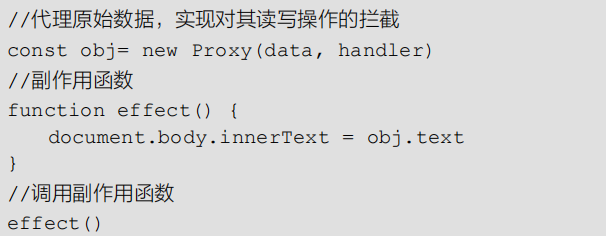 //代理原始数据，实现对其读写操作的拦截
const obj= new Proxy(data, handler)
//副作用函数
function effect() {
    document.body.innerText = obj.text
}
//调用副作用函数
effect()